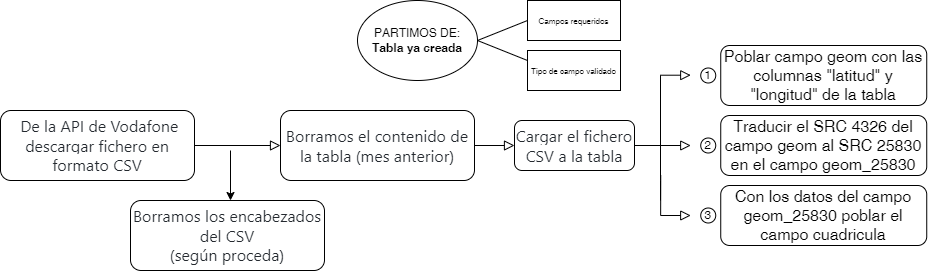 PARTIMOS DE:
Tabla ya creada
Campos requeridos
Tipo de campo validado
De la API de Vodafone
descargar fichero en
formato CSV
Borramos los encabezados
del CSV
(según proceda)
Borramos el contenido de
la tabla (mes anterior)
Cargar el fichero
CSV a la tabla
1
Poblar campo geom con las
columnas "latitud" y
"longitud" de la tabla
2
Traducir el SRC 4326 del
campo geom al SRC 25830
en el campo geom_25830
3
Con los datos del campo
geom_25830 poblar el
campo cuadricula